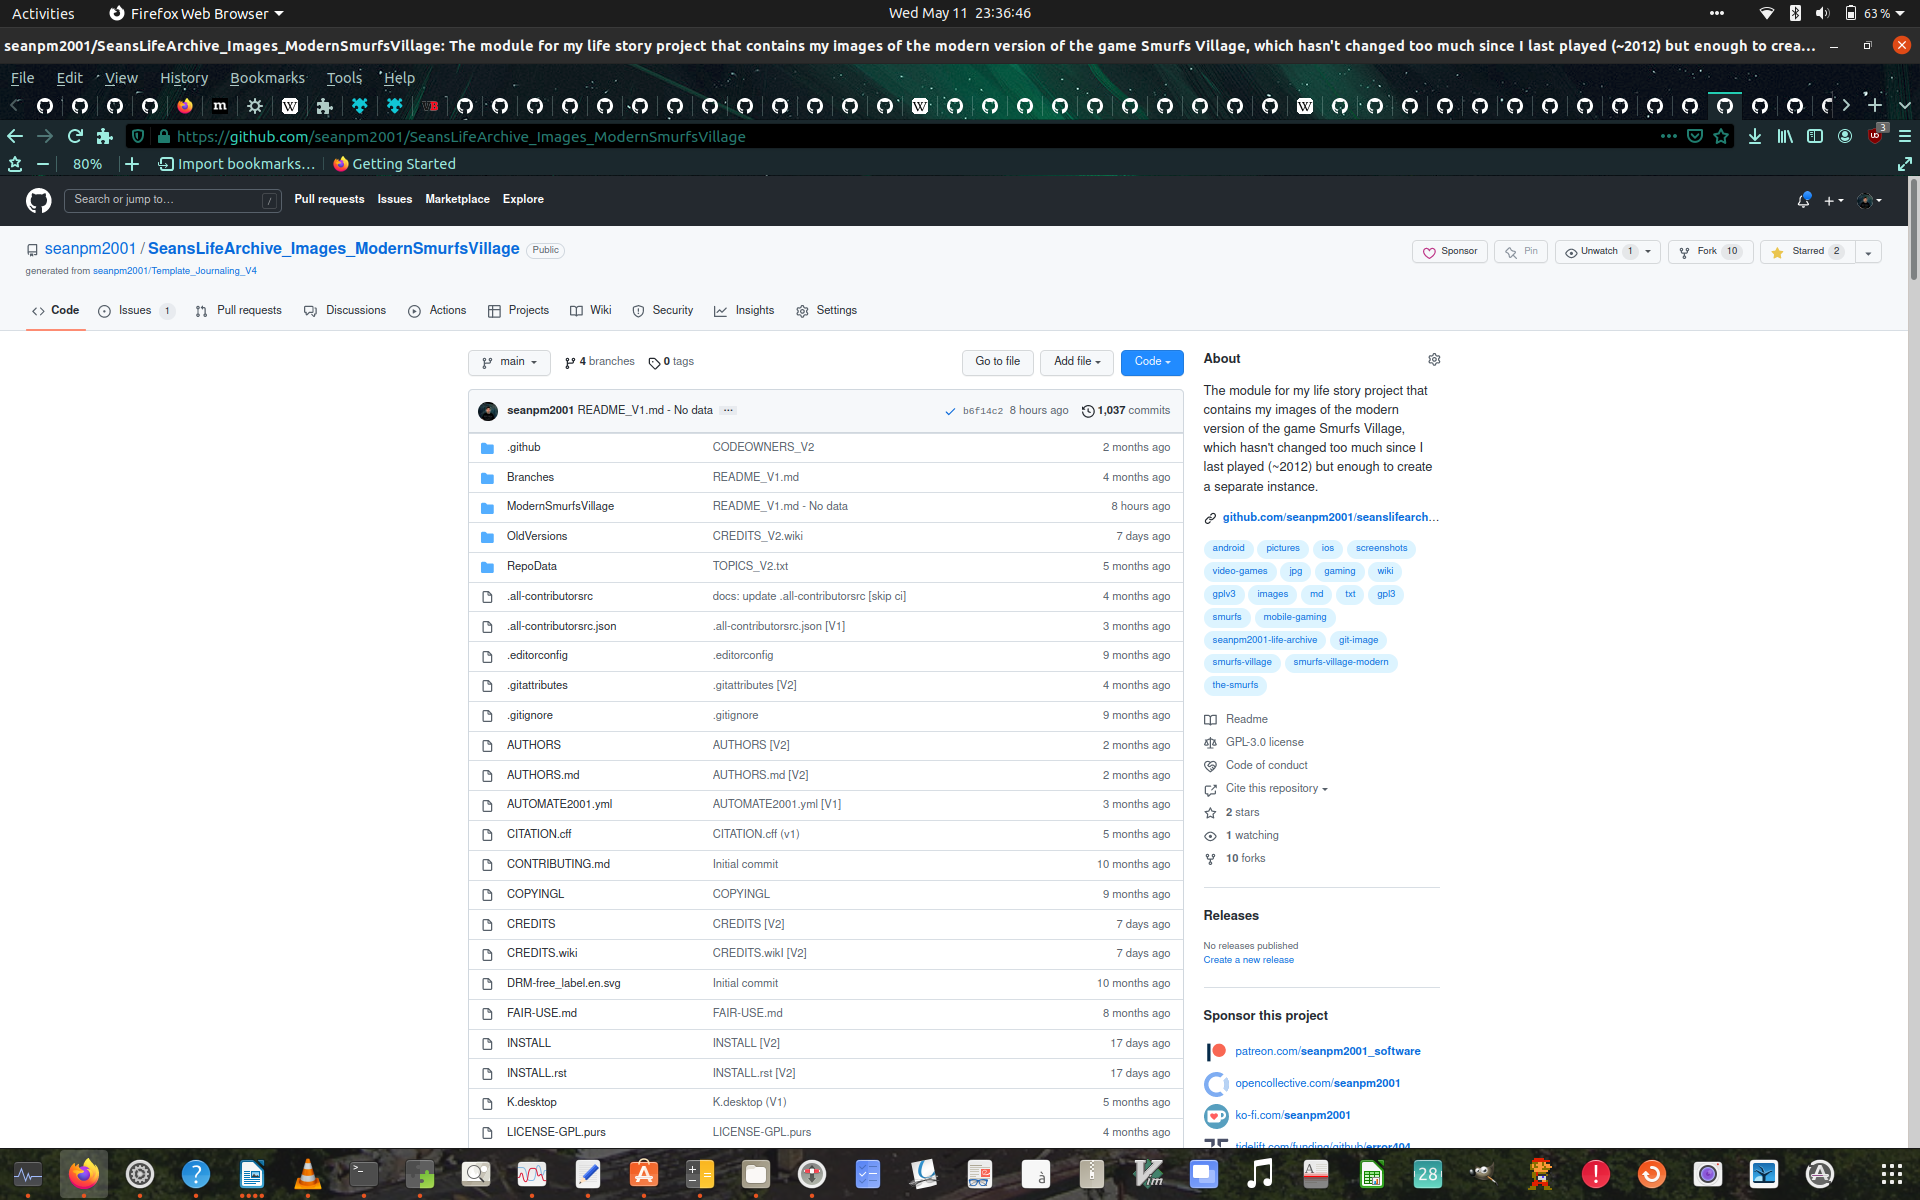 Activities
Firefox Web Browser
Wed May 11 23:36:46
63 %
seanpm2001/SeansLifeArchive_Images_ModernSmurfsVillage: The module for my life story project that contains my images of the modern version of the game Smurfs Village, which hasn't changed too much since I last played (~2012) but enough to crea...
File Edit View History Bookmarks Tools Help
https://github.com/seanpm2001/SeansLifeArchive_Images_ModernSmurfsVillage
3
80%
Import bookmarks...
Getting Started
Search or jump to...
/
Pull requests Issues Marketplace Explore
seanpm2001 / SeansLifeArchive_Images_ModernSmurfsVillage Public
generated from seanpm2001/Template_Journaling_V4
Sponsor
Pin
Unwatch 1
Fork 10
Starred 2
Code
Issues 1
Pull requests
Discussions
Actions
Projects
Wiki
Security
Insights
Settings
main
4 branches
0 tags
Go to file
Add file
Code
seanpm2001 README_V1.md - No data ...
b6f14c2 8 hours ago
1,037 commits
.github CODEOWNERS_V2 2 months ago
Branches README_V1.md 4 months ago
ModernSmurfsVillage README_V1.md - No data 8 hours ago
OldVersions CREDITS_V2.wiki 7 days ago
RepoData TOPICS_V2.txt 5 months ago
.all-contributorsrc docs: update .all-contributorsrc [skip ci] 4 months ago
.all-contributorsrc.json .all-contributorsrc.json [V1] 3 months ago
.editorconfig .editorconfig 9 months ago
.gitattributes .gitattributes [V2] 4 months ago
.gitignore .gitignore 9 months ago
AUTHORS AUTHORS [V2] 2 months ago
AUTHORS.md AUTHORS.md [V2] 2 months ago
AUTOMATE2001.yml AUTOMATE2001.yml [V1] 3 months ago
CITATION.cff CITATION.cff (v1) 5 months ago
CONTRIBUTING.md Initial commit 10 months ago
COPYINGL COPYINGL 9 months ago
CREDITS CREDITS [V2] 7 days ago
CREDITS.wiki CREDITS.wikI [V2] 7 days ago
DRM-free_label.en.svg Initial commit 10 months ago
FAIR-USE.md FAIR-USE.md 8 months ago
INSTALL INSTALL [V2] 17 days ago
INSTALL.rst INSTALL.rst [V2] 17 days ago
K.desktop K.desktop (V1) 5 months ago
LICENSE-GPL.purs LICENSE-GPL.purs 4 months ago
About
The module for my life story project that
contains my images of the modern
version of the game Smurfs Village,
which hasn't changed too much since I
last played (~2012) but enough to create
a separate instance.
github.com/seanpm2001/seanslifearch...
android pictures ios screenshots
video-games jpg gaming wiki
gplv3 images md txt gpl3
smurfs mobile-gaming
seanpm2001-life-archive git-image
smurfs-village smurfs-village-modern
the-smurfs
Readme
GPL-3.0 license
Code of conduct
Cite this repository
2 stars
1 watching
10 forks
Releases
No releases published
Create a new release
Sponsor this project
patreon.com/seanpm2001_software
opencollective.com/seanpm2001
ko-fi.com/seanpm2001
tidelift.com/funding/github/error404
28